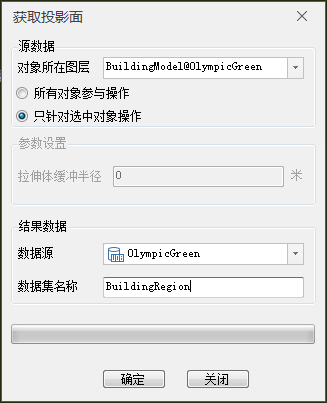 获取投影面
源数据
对象所在图层 BuildingModel@OlympicGreen
所有对象参与操作
只针对选中对象操作
参数设置
拉伸体缓冲半径 0 米
结果数据
数据源 OlympicGreen
数据集名称 BuildingRegion
确定 关闭